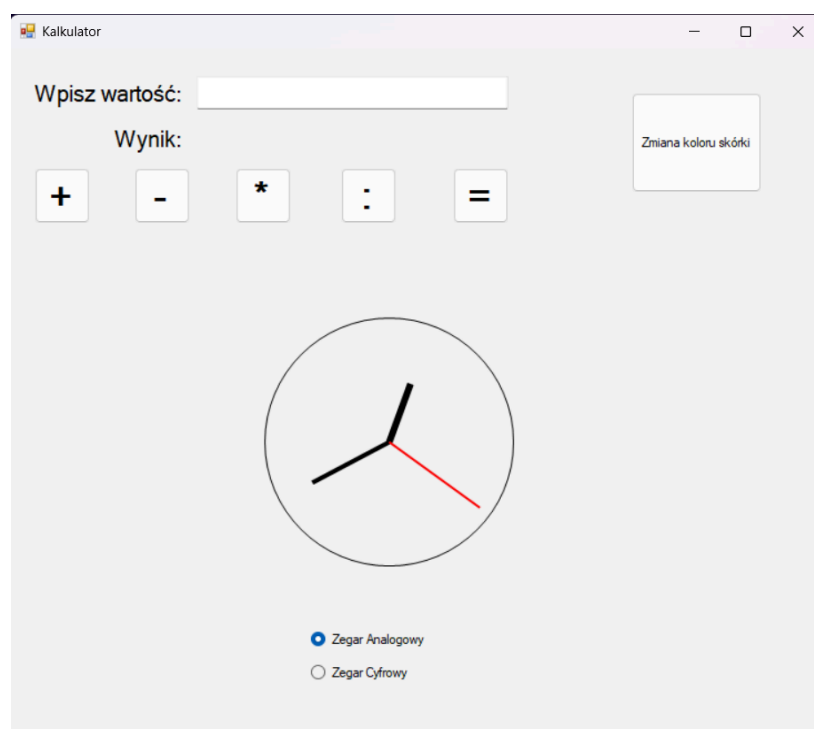 Kalkulator
Wpisz wartość:
Zmiana koloru skórki
Wynik:
+ - * : =
Zegar Analogowy
Zegar Cyfrowy